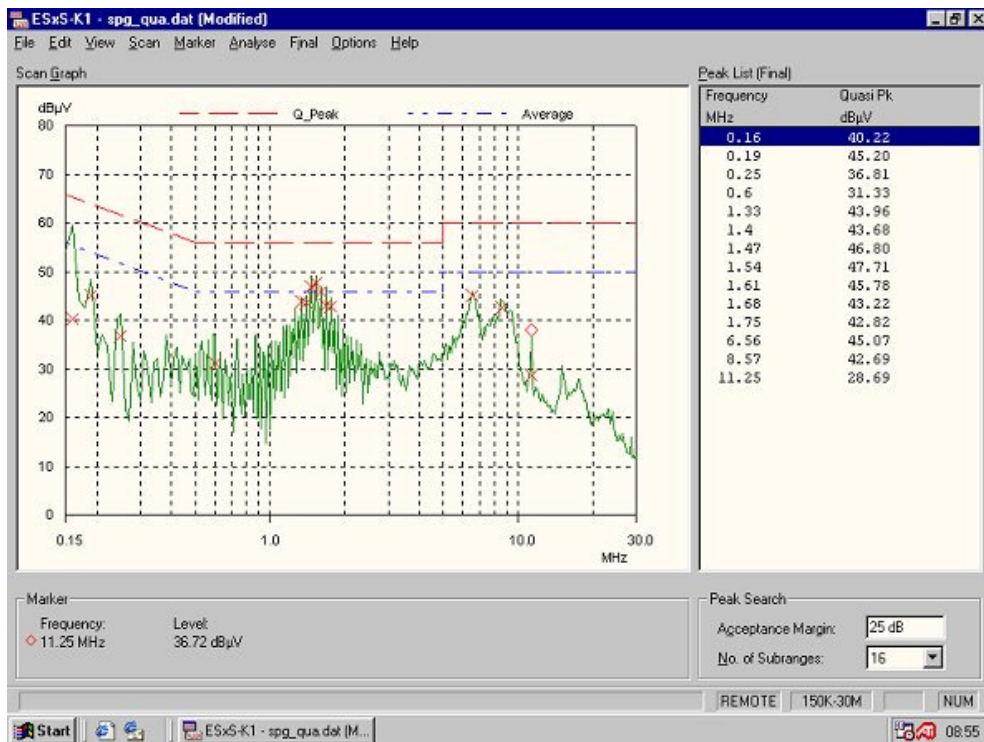 ESxS-K1 - spg_qua.dat (Modified)
File Edit View Scan Marker Analyse Final Options Help
Scan Graph
dBµV
Q_Peak
Average
80
70
60
50
40
30
20
10
0
0.15
1.0
10.0
30.0
MHz
Peak List (Final)
Frequency Quasi Pk
MHz dBµV
0.16 40.22
0.19 45.20
0.25 36.81
0.6 31.33
1.33 43.96
1.4 43.68
1.47 46.80
1.54 47.71
1.61 45.78
1.68 43.22
1.75 42.82
6.56 45.07
8.57 42.69
11.25 28.69
Marker
Frequency: Level:
11.25 MHz 36.72 dBµV
Peak Search
Acceptance Margin: 25 dB
No. of Subranges: 16
REMOTE 150K-30M NUM
Start ESxS-K1 - spg_qua.dat (M... 08:55